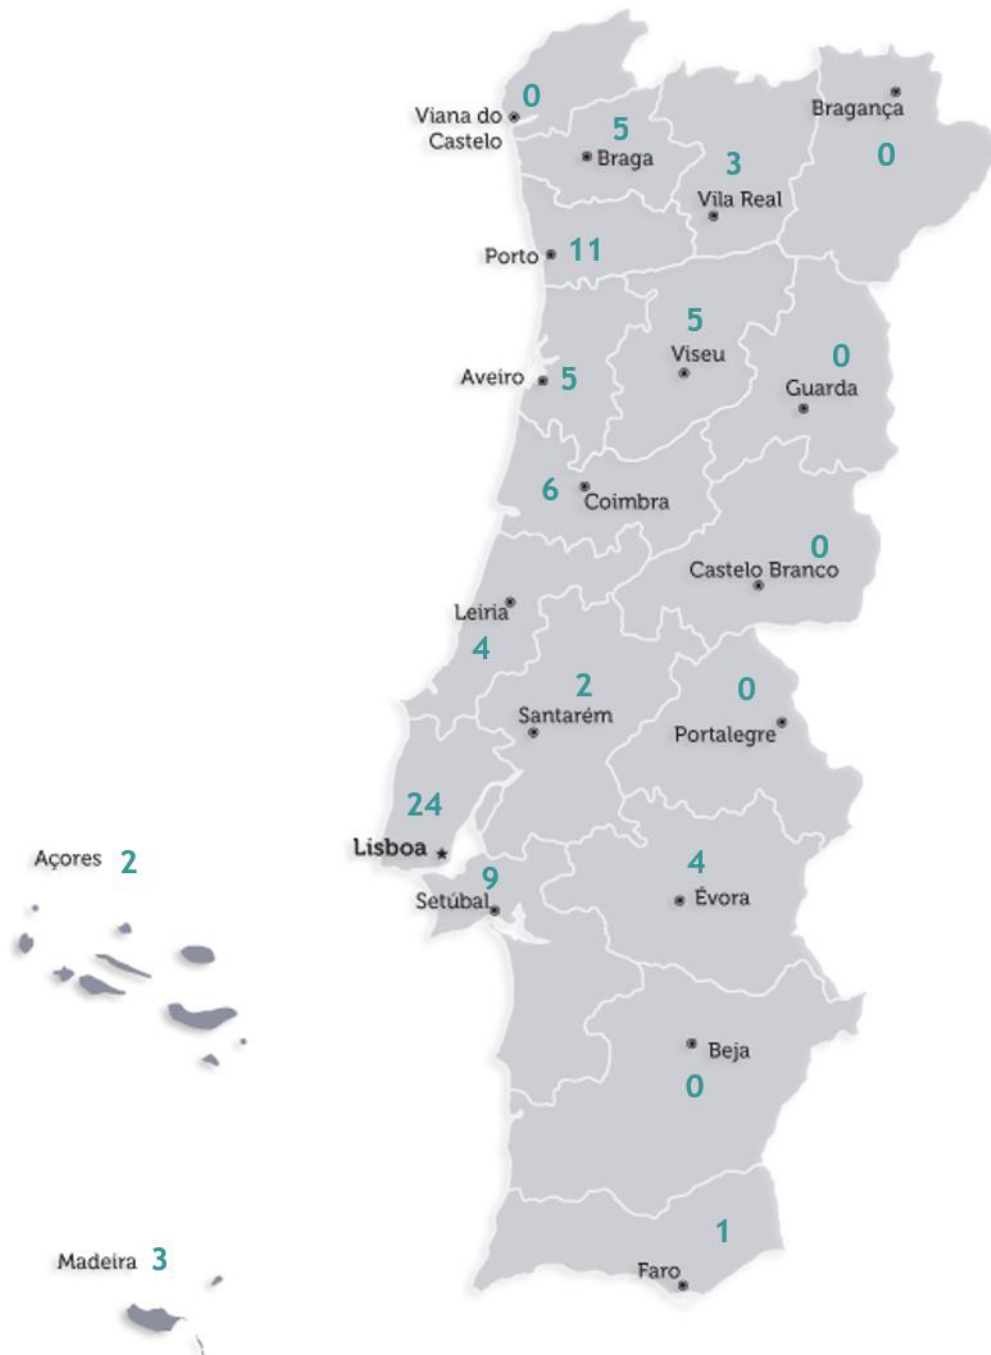 0
Viana do
Castelo
5
Braga
3
Vila Real
Bragança
0
Porto
11
5
Viseu
0
Guarda
Aveiro
5
6
Coimbra
0
Castelo Branco
Leiria
4
2
Santarém
0
Portalegre
24
Lisboa
9
Setúbal
4
Évora
Açores
2
Beja
0
1
Faro
Madeira
3